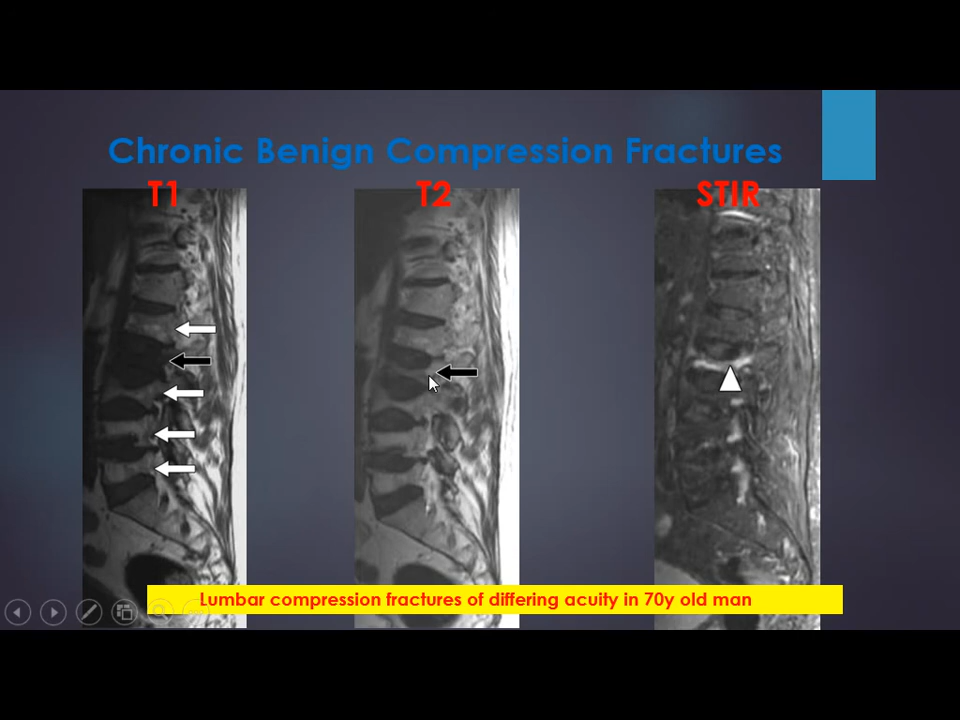 Chronic Benign Compression Fractures
T1 T2 STIR
Lumbar compression fractures of differing acuity in 70y old man